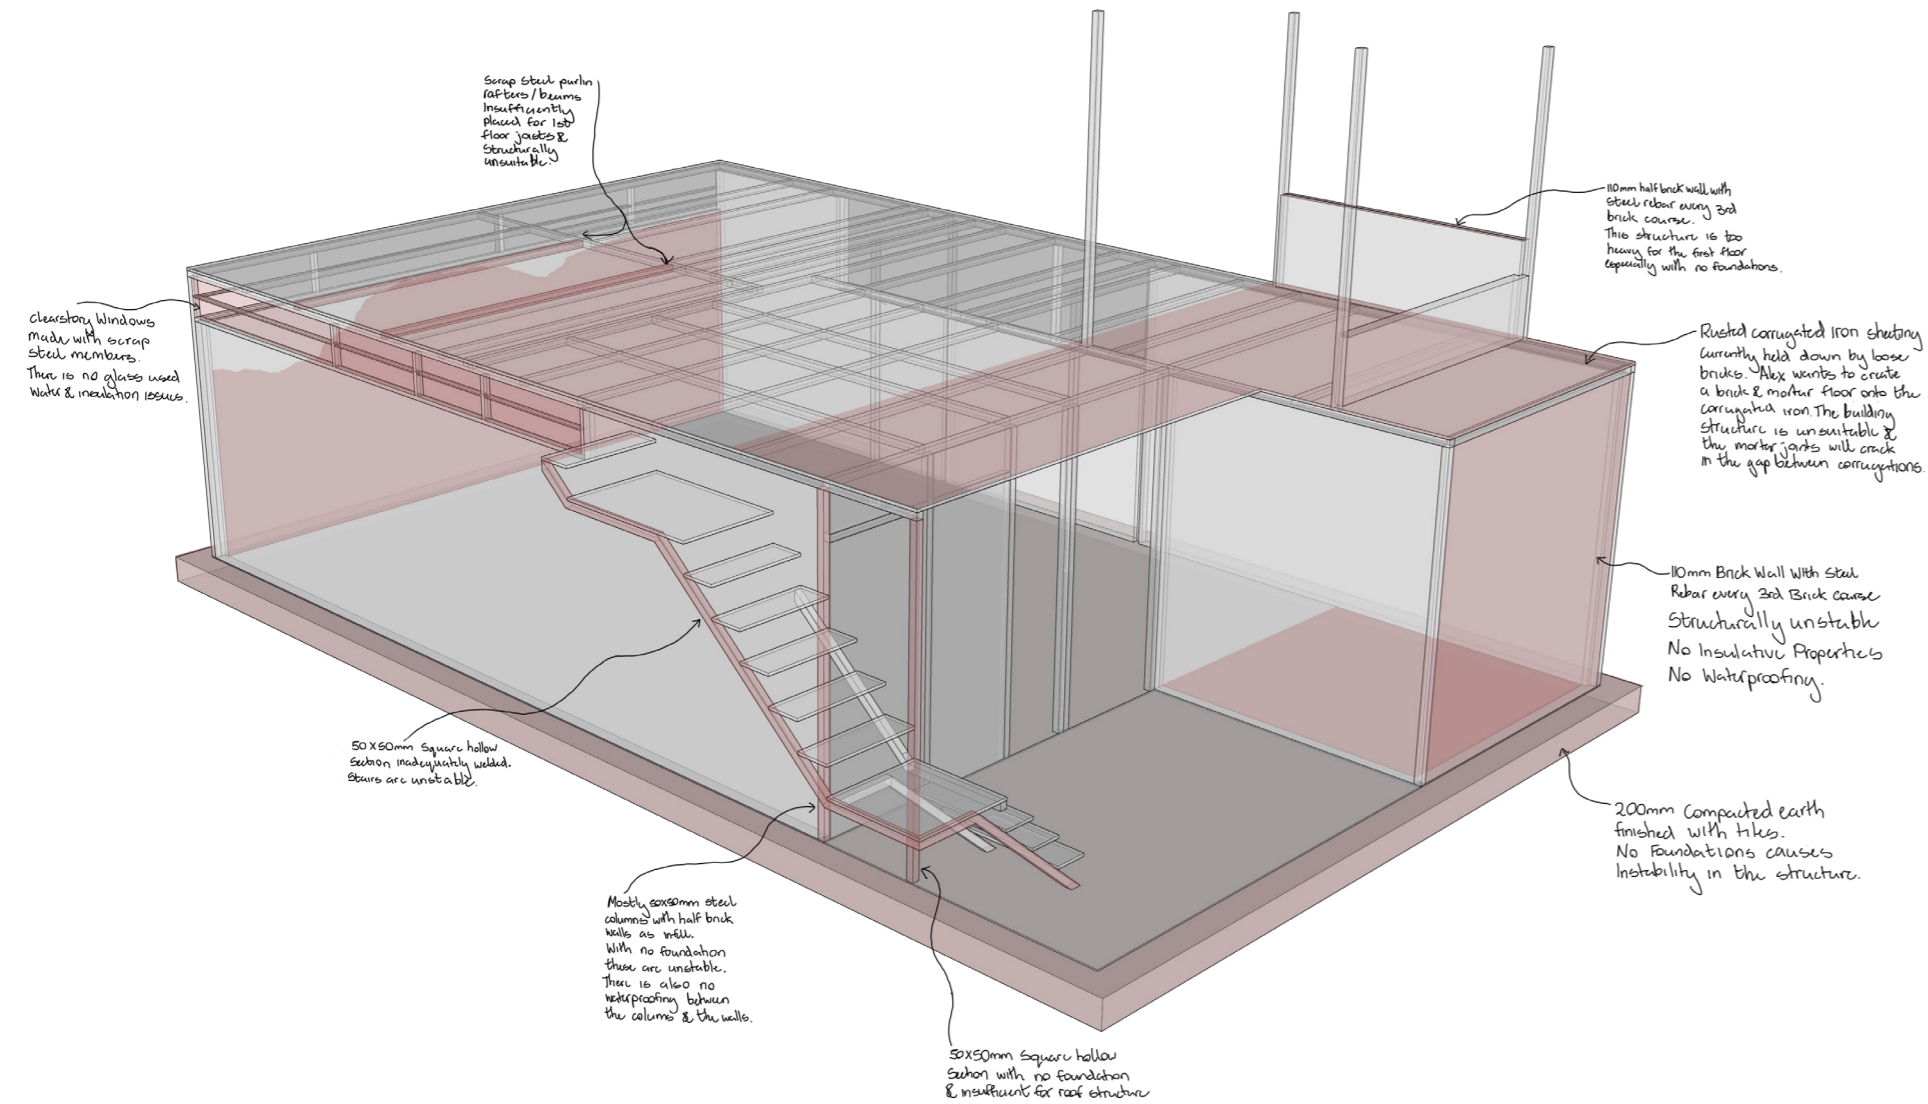 Scrap Steel purlin
rafters/beams
Insufficiently
placed for 1st
floor joists &
Structurally
unsuitable.
110mm half brick wall with
steel rebar every 3rd
brick course.
This structure is too
heavy for the first floor
especially with no foundations.
Clearstory Windows
made with scrap
steel members.
There is no glass used
Water & insulation issues.
Rusted corrugated iron sheeting
currently held down by loose
bricks. Alex wants to create
a brick & mortar floor onto the
corrugated iron. The building
structure is unsuitable &
the mortar joints will crack
in the gap between corrugations.
110mm Brick Wall With Steel
Rebar every 3rd Brick course
Structurally unstable
No Insulative Properties
No Waterproofing.
50x50mm Square hollow
Section inadequately welded.
Stairs are unstable.
200mm Compacted earth
finished with tiles.
No Foundations causes
Instability in the structure.
Mostly 50x50mm steel
columns with half brick
walls as infill.
With no foundation
these are unstable.
There is also no
waterproofing between
the colums & the walls.
50x50mm Square hollow
Section with no foundation
& insufficient for roof structure